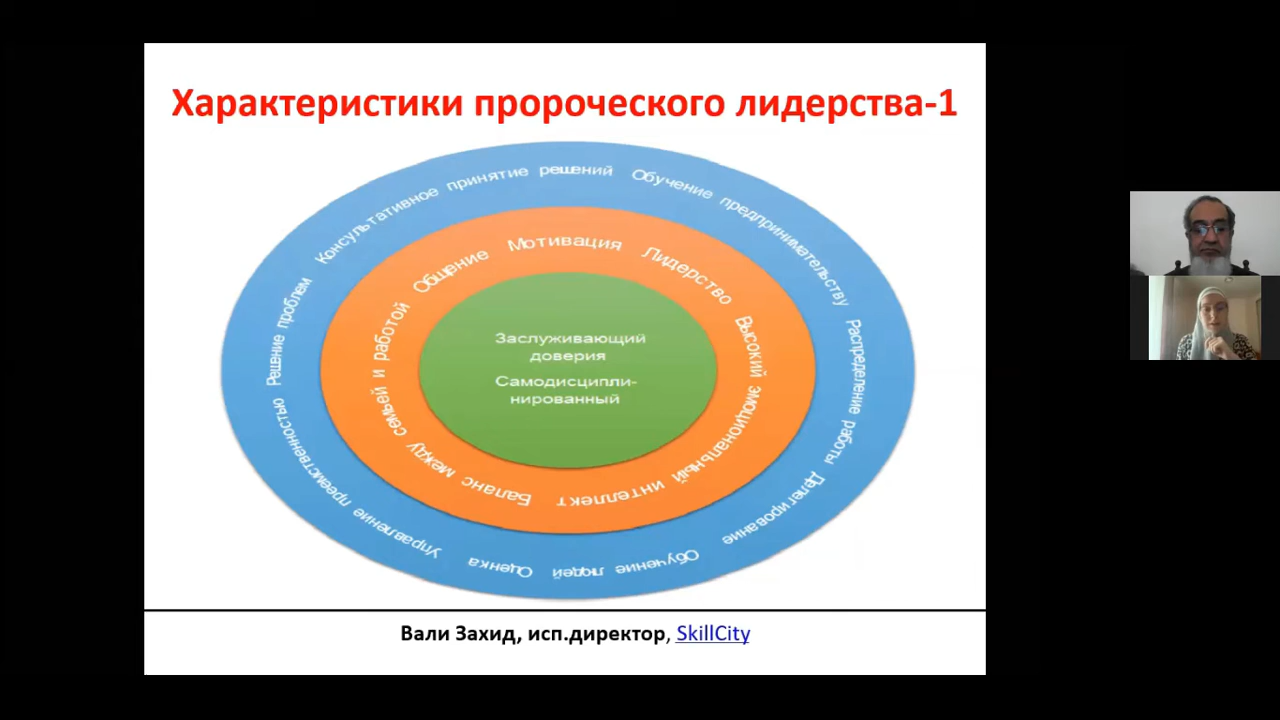 Характеристики пророческого лидерства-1
Консультативное принятие решений
Обучение предпринимательству
Распределение работы
Делегирование
Обучение людей
Оценка
Управление преемственностью
Решение проблем
Общение
Мотивация
Лидерство
Высокий эмоциональный интеллект
Баланс между семьей и работой
Заслуживающий
доверия
Самодисципли-
нированный
Вали Захид, исп.директор, SkillCity